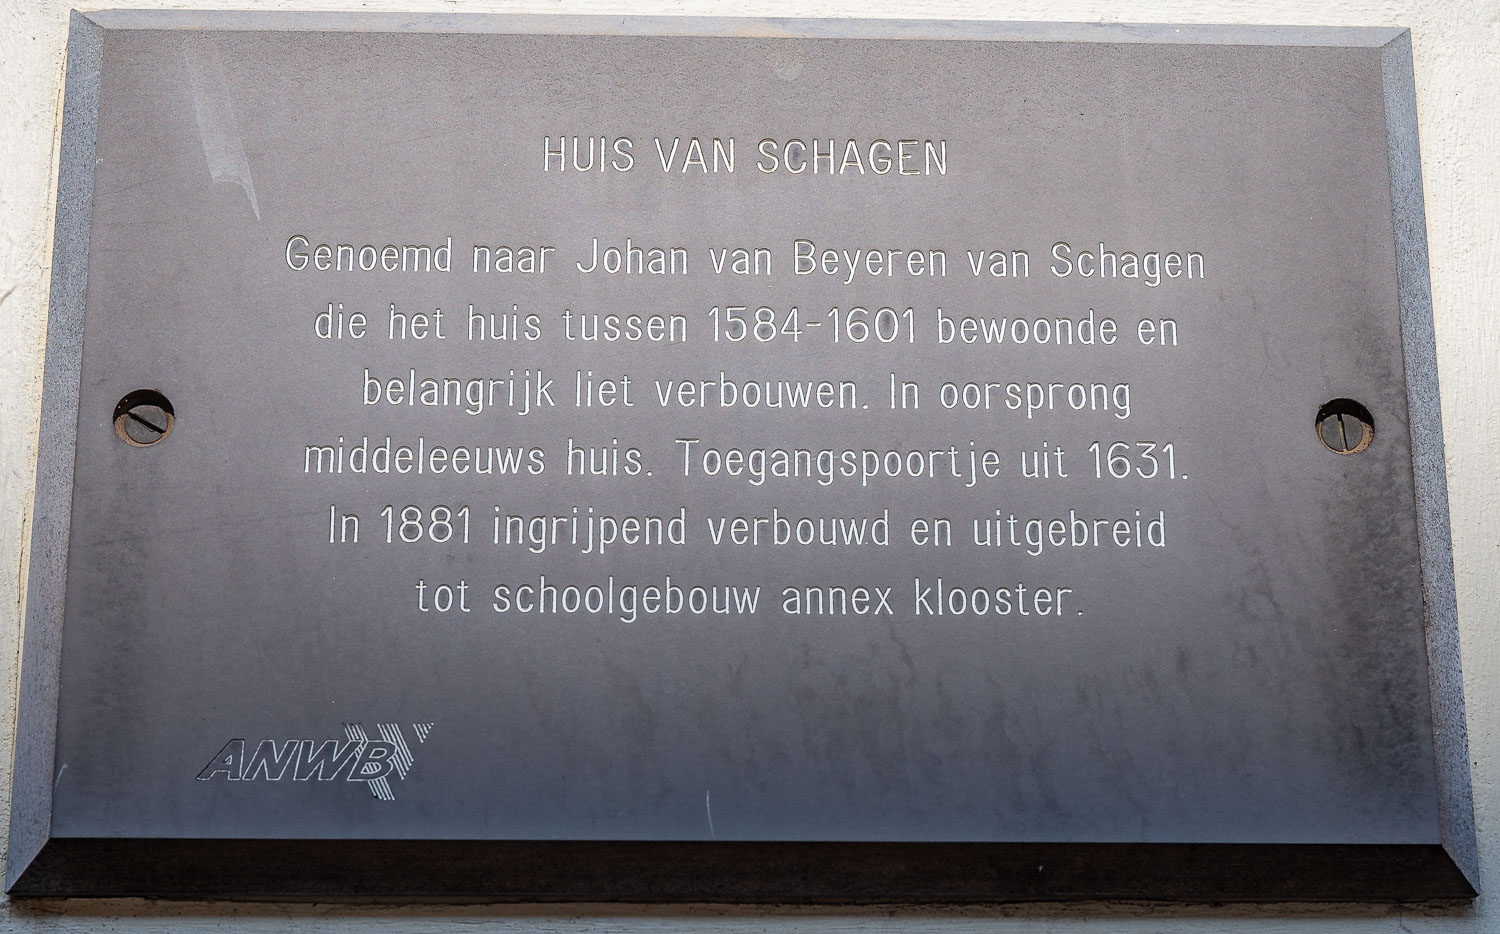 HUIS VAN SCHAGEN
Genoemd naar Johan van Beyeren van Schagen
die het huis tussen 1584-1601 bewoonde en
belangrijk liet verbouwen. In oorsprong
middeleeuws huis. Toegangspoortje uit 1631.
In 1881 ingrijpend verbouwd en uitgebreid
tot schoolgebouw annex klooster.
ANWB